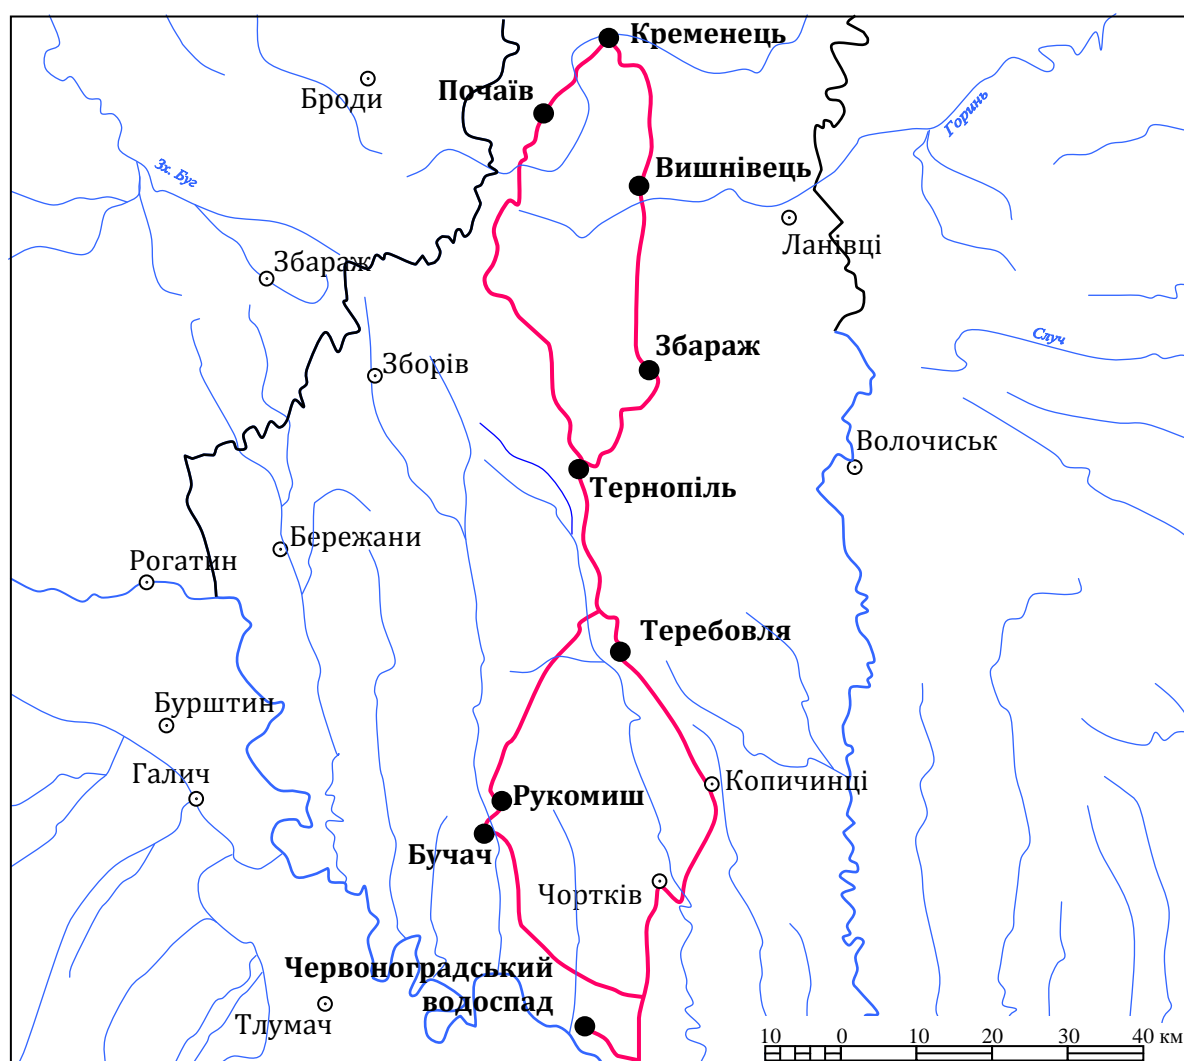 Кременець
Почаїв
Броди
Горинь
Зх. Буг
Вишнівець
Ланівці
Збараж
Збараж
Зборів
Случ
Волочиськ
Тернопіль
Бережани
Рогатин
Теребовля
Бурштин
Галич
Копичинці
Рукомиш
Бучач
Чортків
Червоноградський
водоспад
Тлумач
10 0 10 20 30 40 км